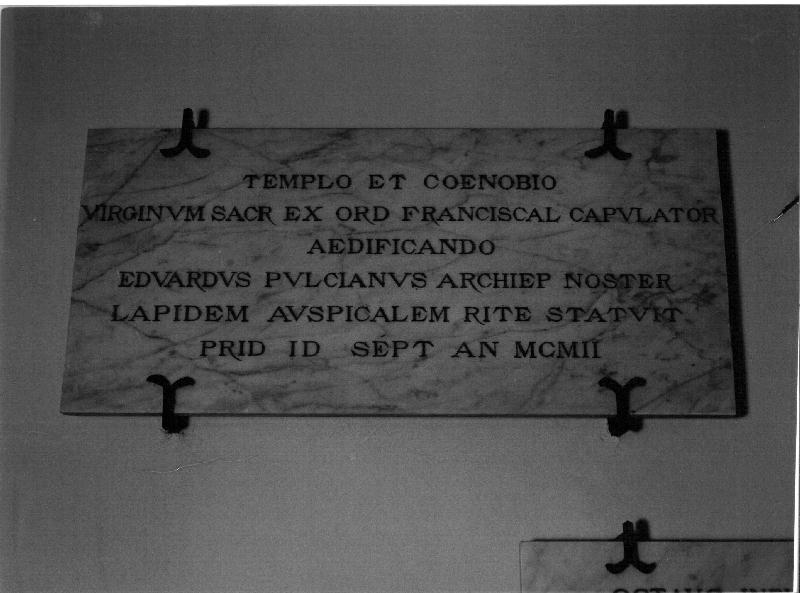 TEMPLO ET COENOBIO
VIRGINVM SACR EX ORD FRANCISCAL CAPVLATOR
AEDIFICANDO
EDVARDVS PVLCIANVS ARCHIEP NOSTER
LAPIDEM AVSPICALEM RITE STATVIT
PRID ID SEPT AN MCMII